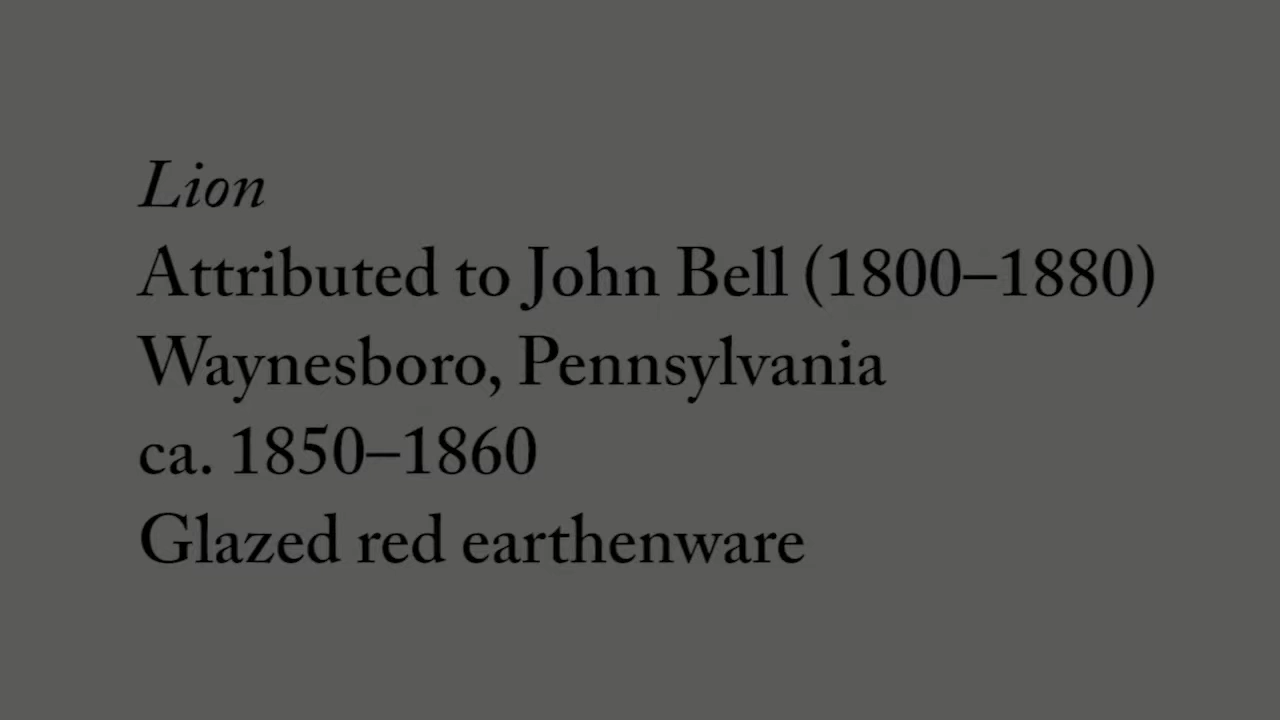 Lion
Attributed to John Bell (1800–1880)
Waynesboro, Pennsylvania
ca. 1850–1860
Glazed red earthenware